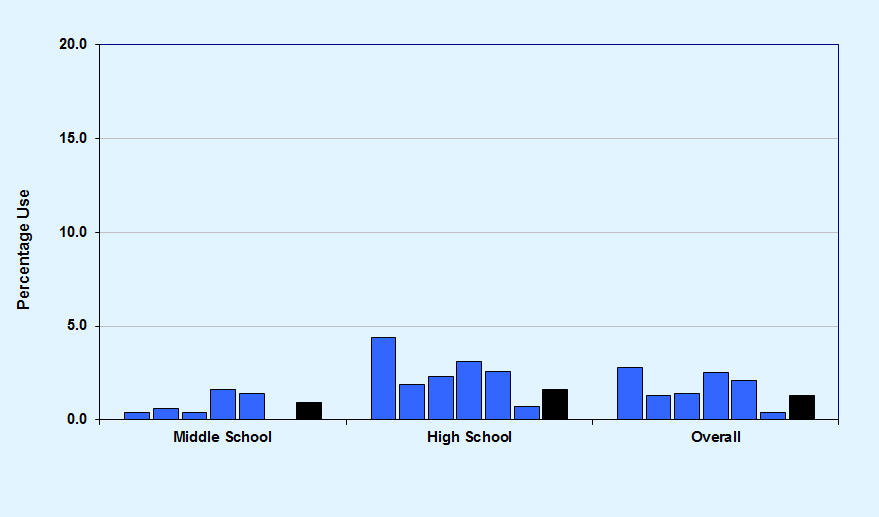 20.0
15.0
10.0
5.0
0.0
Percentage Use
Middle School
High School
Overall